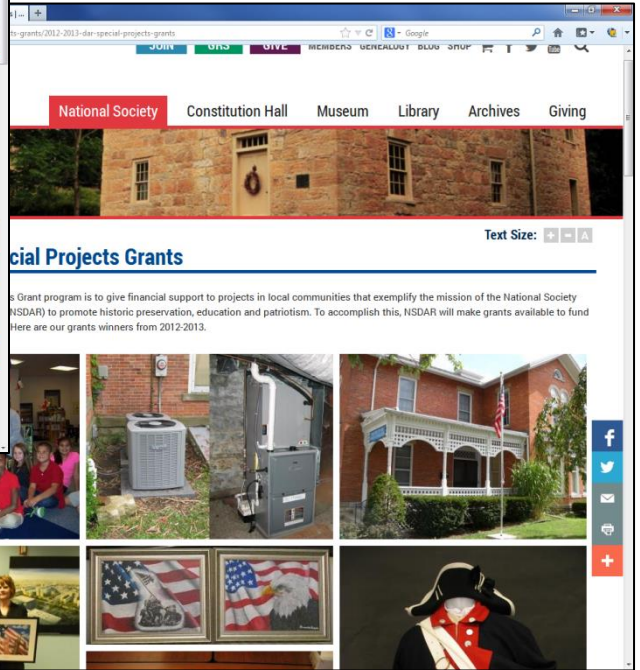 s | ... +
ts-grants/2012-2013-dar-special-projects-grants
Google
JOIN GRS GIVE MEMBERS GENEALOGY BLOG SHOP
National Society Constitution Hall Museum Library Archives Giving
Text Size: + - A
cial Projects Grants
s Grant program is to give financial support to projects in local communities that exemplify the mission of the National Society
NSDAR) to promote historic preservation, education and patriotism. To accomplish this, NSDAR will make grants available to fund
Here are our grants winners from 2012-2013.